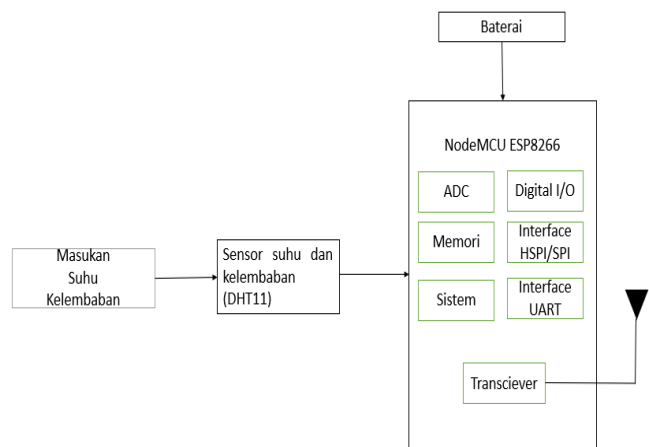 Baterai
NodeMCU ESP8266
ADC
Digital I/O
Memori
Interface
HSPI/SPI
Sistem
Interface
UART
Transciever
Sensor suhu dan
kelembaban
(DHT11)
Masukan
Suhu
Kelembaban